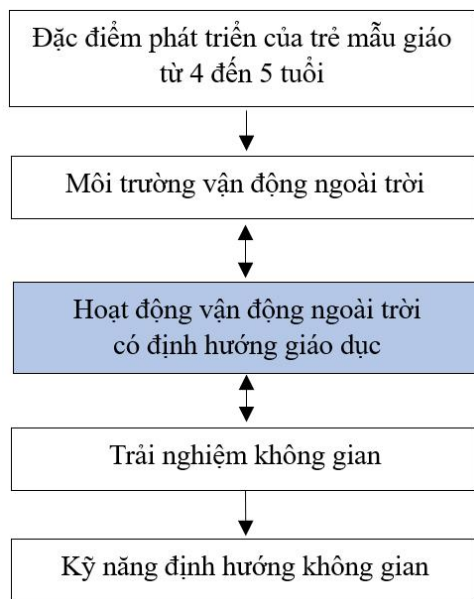 Đặc điểm phát triển của trẻ mẫu giáo
từ 4 đến 5 tuổi
Môi trường vận động ngoài trời
Hoạt động vận động ngoài trời
có định hướng giáo dục
Trải nghiệm không gian
Kỹ năng định hướng không gian